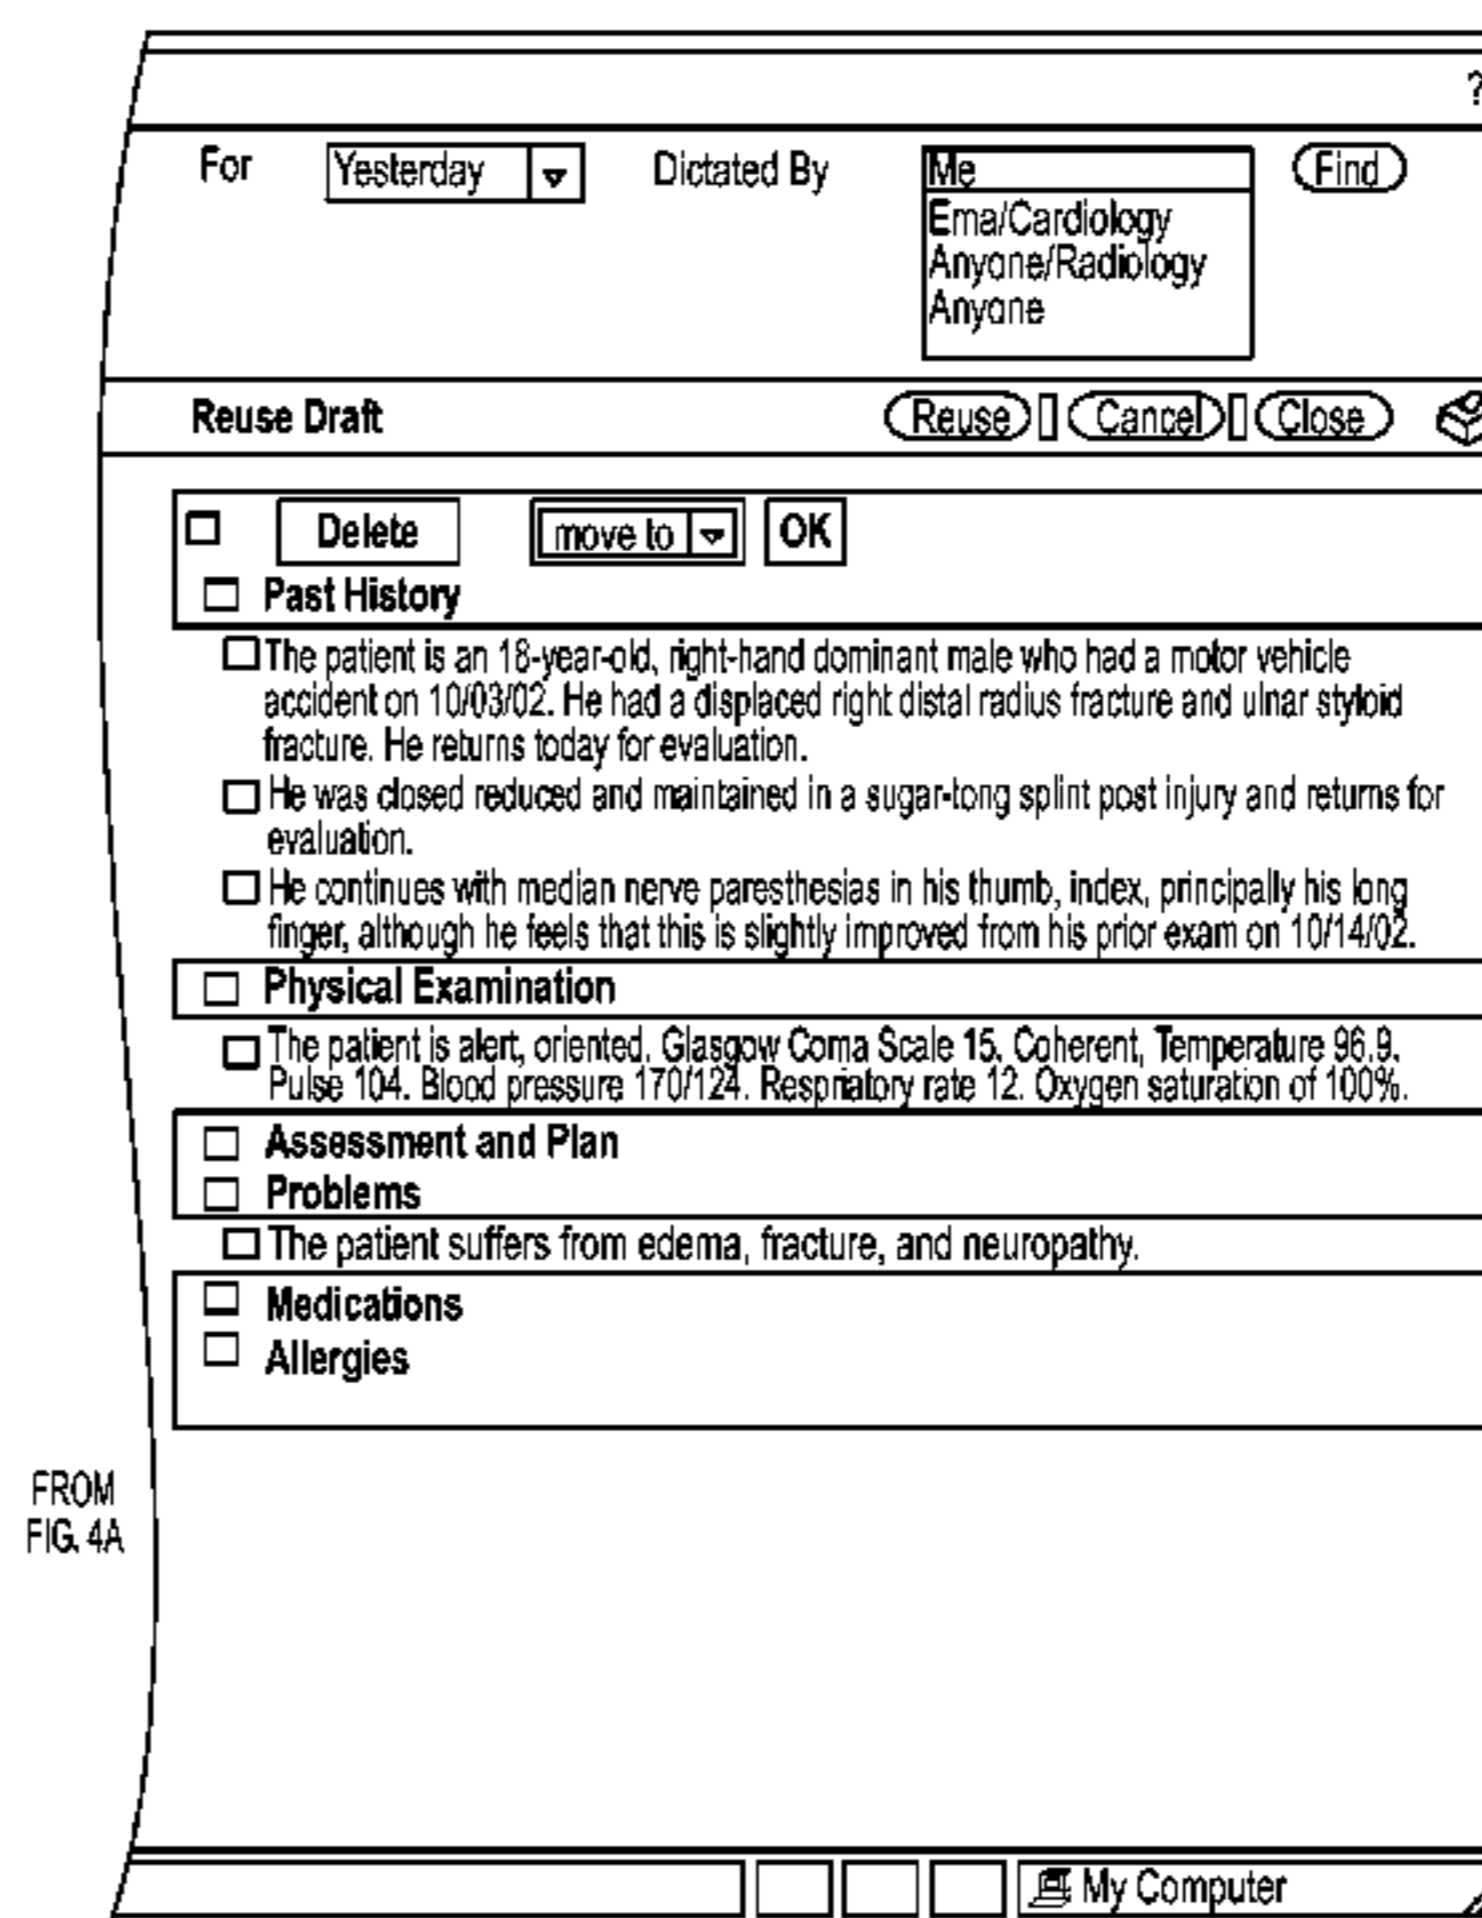 ?
For Yesterday Dictated By Me Find
Ema/Cardiology
Anyone/Radiology
Anyone
Reuse Draft Reuse Cancel Close
Delete move to OK
Past History
The patient is an 18-year-old, right-hand dominant male who had a motor vehicle
accident on 10/03/02. He had a displaced right distal radius fracture and ulnar styloid
fracture. He returns today for evaluation.
He was closed reduced and maintained in a sugar-tong splint post injury and returns for
evaluation.
He continues with median nerve paresthesias in his thumb, index, principally his long
finger, although he feels that this is slightly improved from his prior exam on 10/14/02.
Physical Examination
The patient is alert, oriented. Glasgow Coma Scale 15. Coherent, Temperature 96.9.
Pulse 104. Blood pressure 170/124. Respriatory rate 12. Oxygen saturation of 100%.
Assessment and Plan
Problems
The patient suffers from edema, fracture, and neuropathy.
Medications
Allergies
FROM
FIG. 4A
My Computer